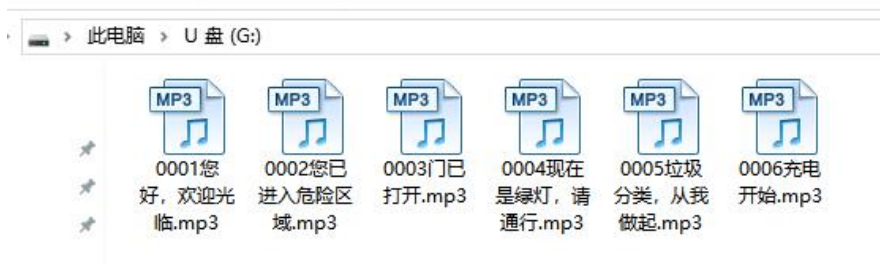 此电脑 > U 盘 (G:)
MP3 MP3 MP3 MP3 MP3 MP3
0001您
好，欢迎光
临.mp3
0002您已
进入危险区
域.mp3
0003门已
打开.mp3
0004现在
是绿灯，请
通行.mp3
0005垃圾
分类，从我
做起.mp3
0006充电
开始.mp3